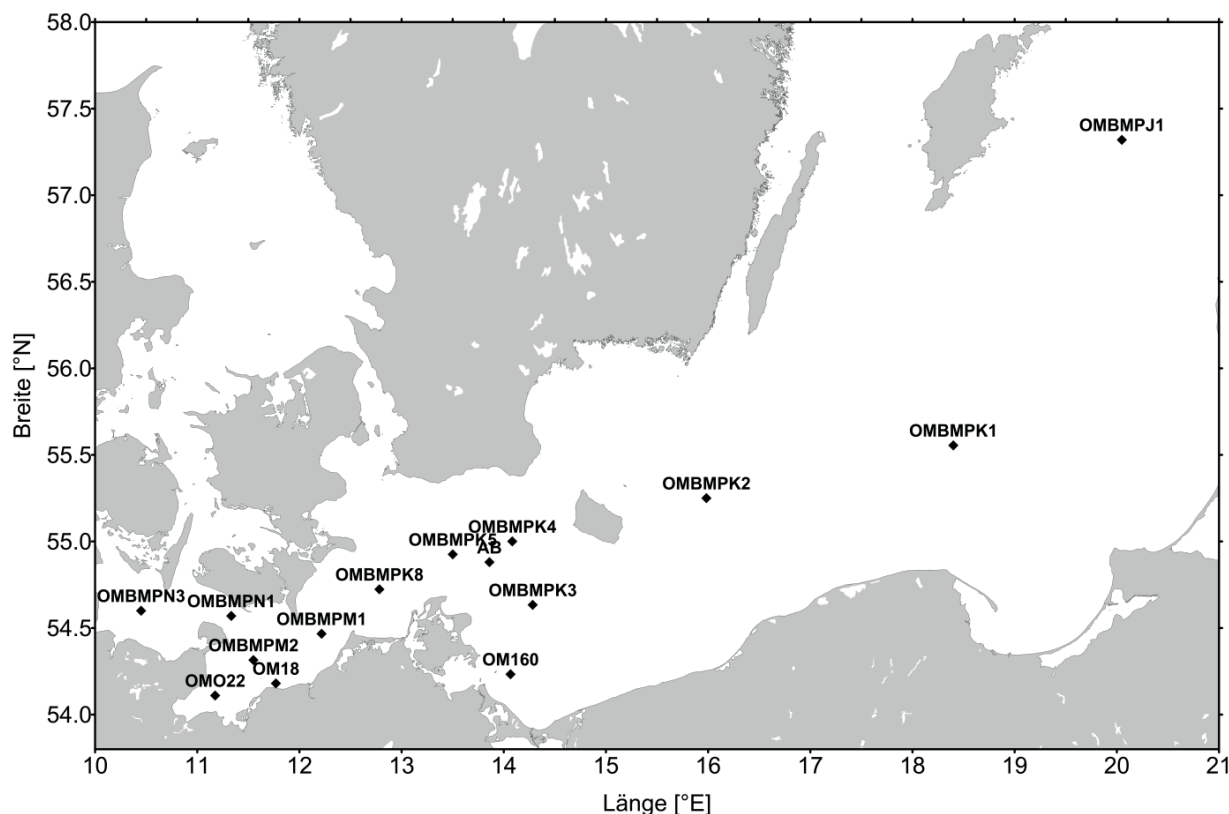 58.0
57.5
57.0
56.5
56.0
55.5
55.0
54.5
54.0
Breite [°N]
OMBMPJ1
OMBMPK1
OMBMPK2
OMBMPK4
OMBMPK5
AB
OMBMPK8
OMBMPK3
OMBMPN3
OMBMPN1
OMBMPM1
OMBMPM2
OM18
OM160
OMO22
10 11 12 13 14 15 16 17 18 19 20 21
Länge [°E]